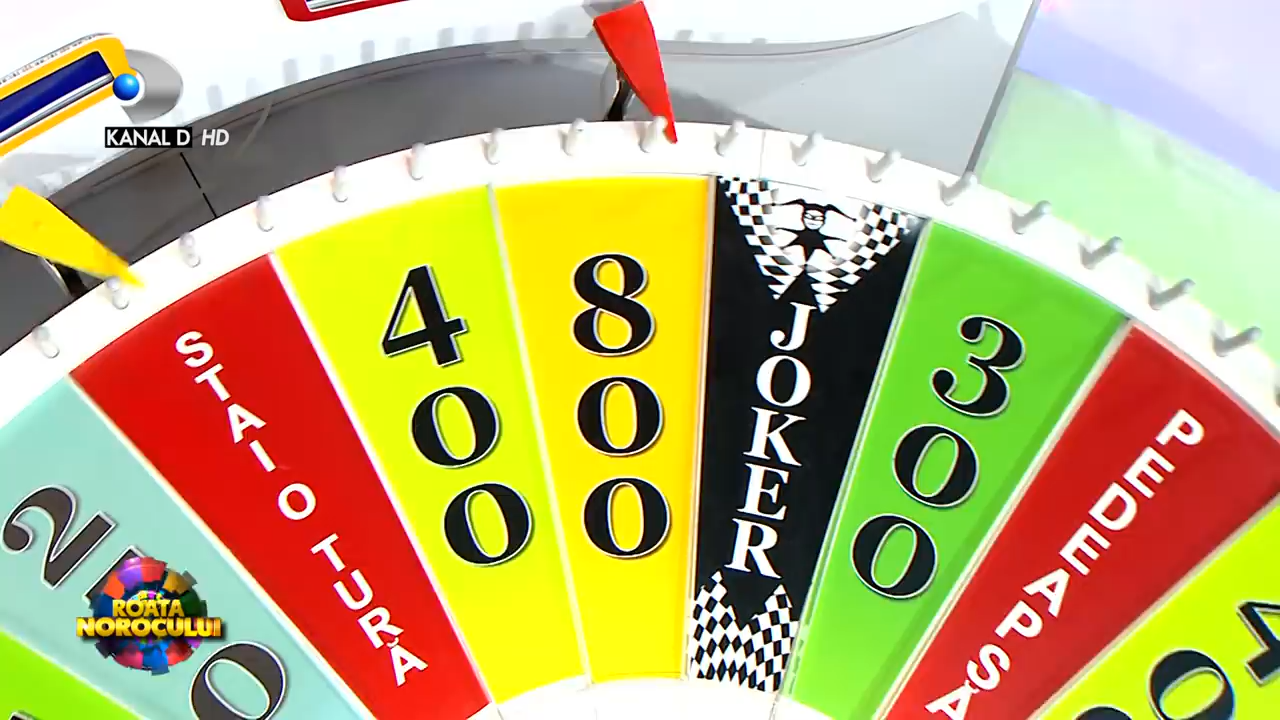 KANAL D HD
STAI O TURĂ
400
800
JOKER
300
PEDEAPSĂ
ROATA
NOROCULUI